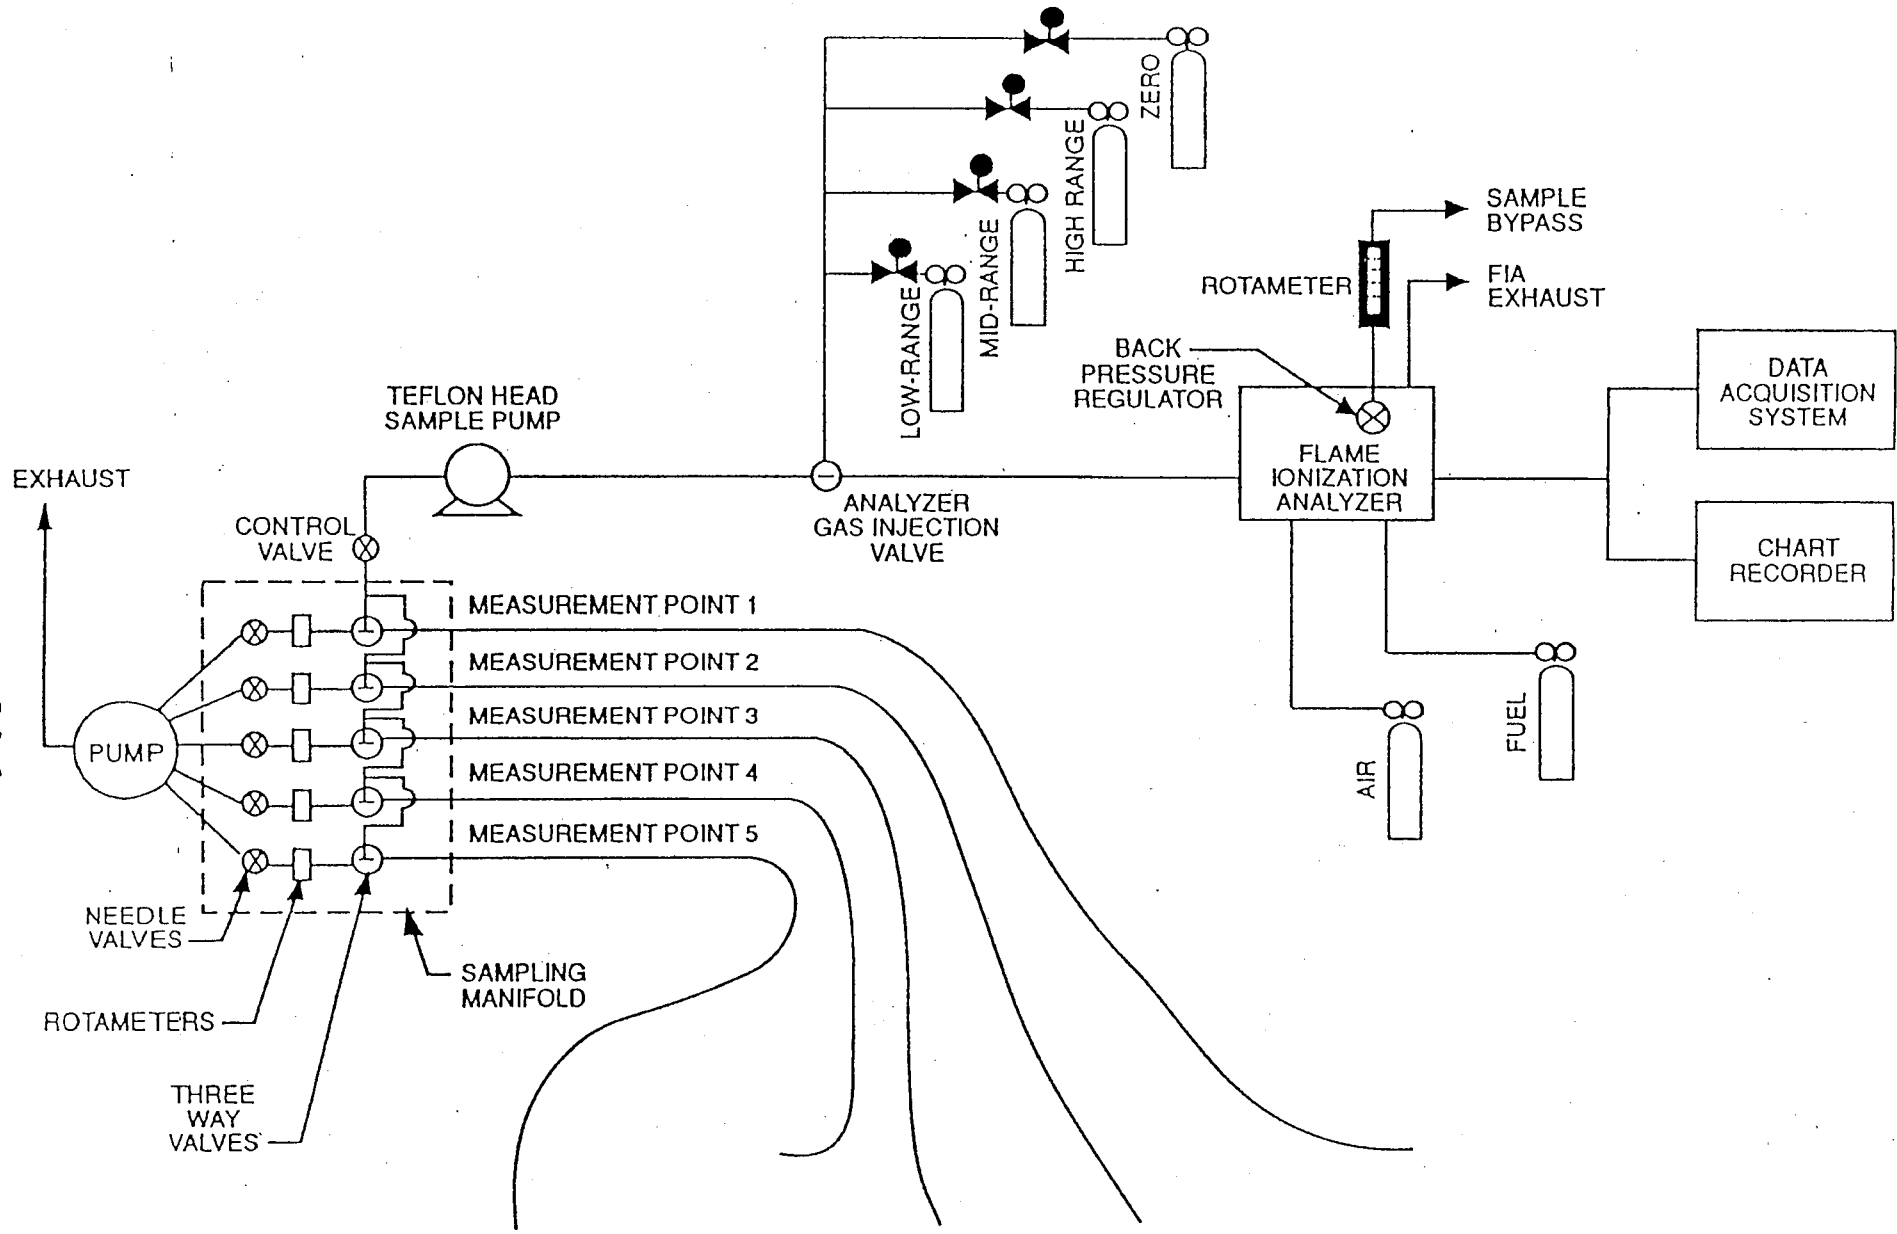 ZERO
HIGH RANGE
MID-RANGE
LOW-RANGE
SAMPLE
BYPASS
ROTAMETER
FIA
EXHAUST
BACK
PRESSURE
REGULATOR
DATA
ACQUISITION
SYSTEM
TEFLON HEAD
SAMPLE PUMP
FLAME
IONIZATION
ANALYZER
EXHAUST
ANALYZER
GAS INJECTION
VALVE
CONTROL
VALVE
CHART
RECORDER
MEASUREMENT POINT 1
MEASUREMENT POINT 2
MEASUREMENT POINT 3
MEASUREMENT POINT 4
MEASUREMENT POINT 5
PUMP
FUEL
AIR
NEEDLE
VALVES
SAMPLING
MANIFOLD
ROTAMETERS
THREE
WAY
VALVES